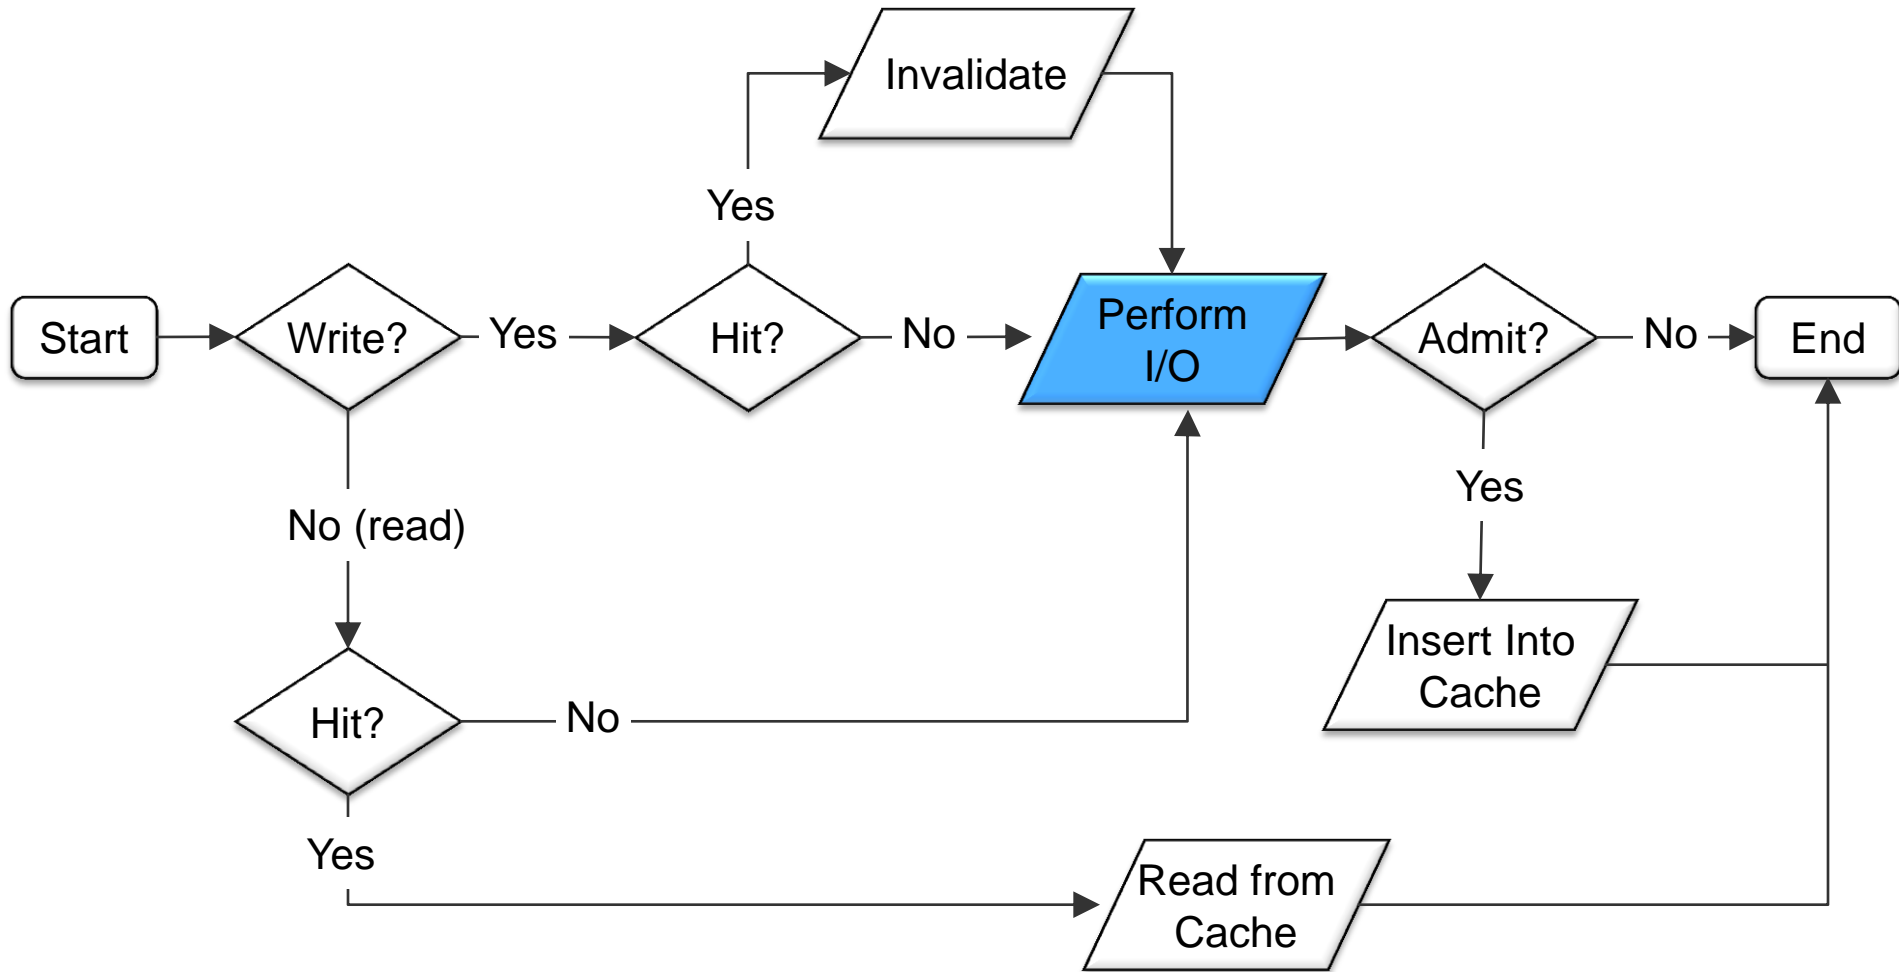 Invalidate
Yes
Start
Write?
Yes
Hit?
No
Perform
I/O
Admit?
No
End
Yes
No (read)
Insert Into
Cache
Hit?
No
Yes
Read from
Cache